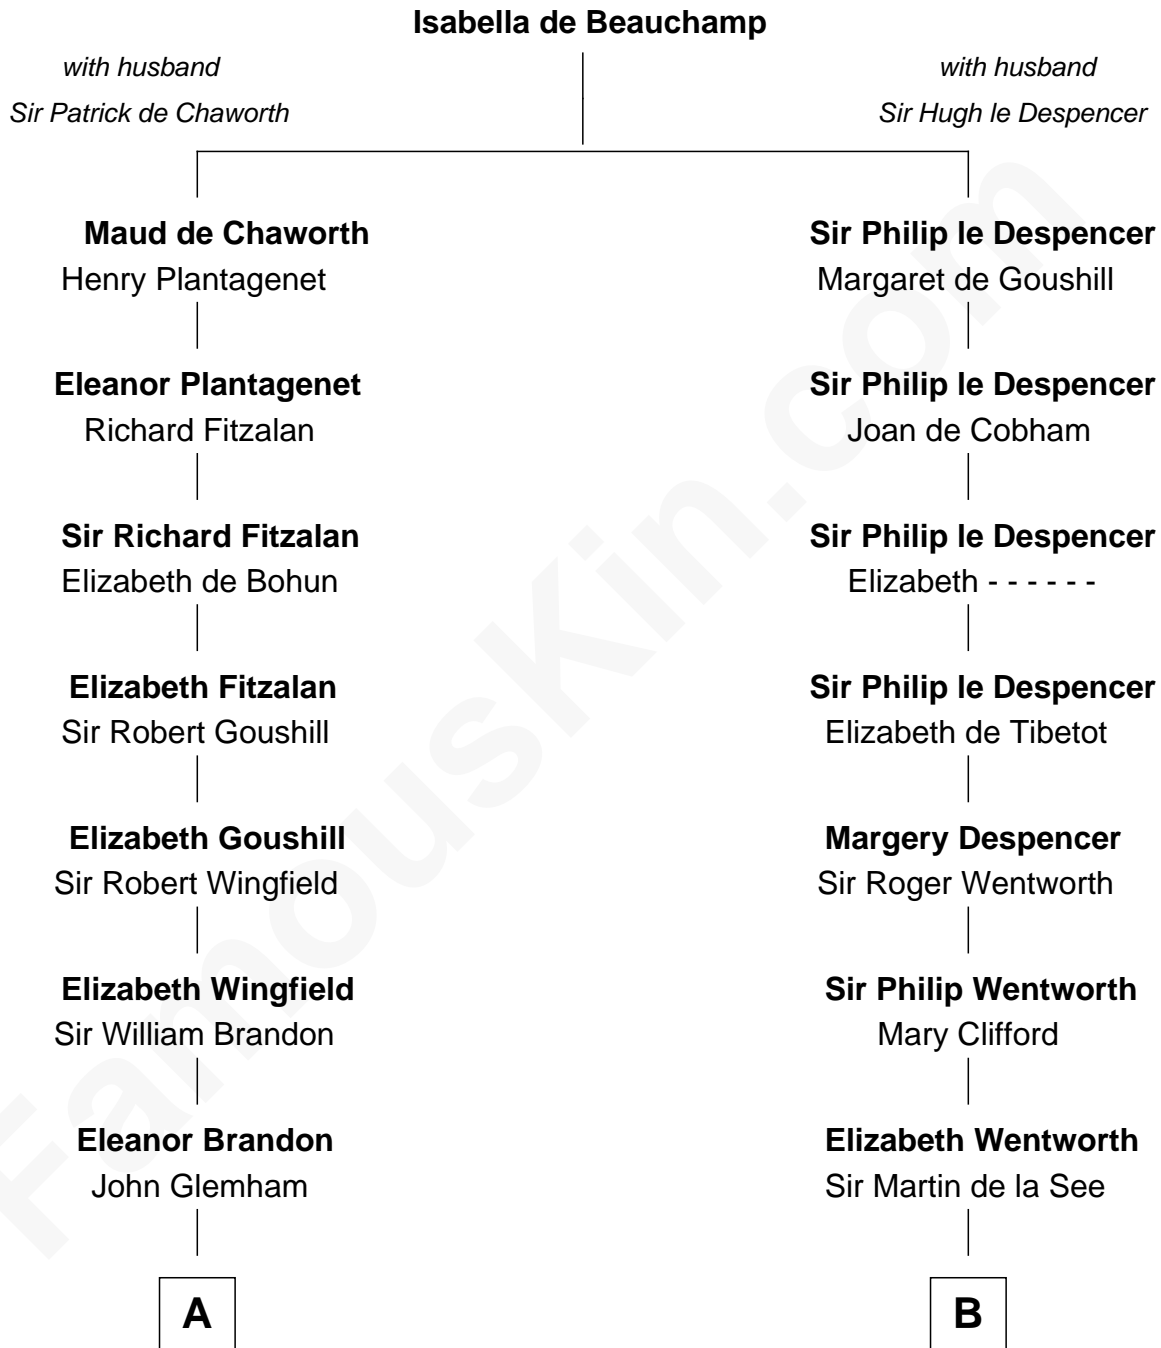 Isabella de Beauchamp
with husband
Sir Patrick de Chaworth
with husband
Sir Hugh le Despencer
Maud de Chaworth
Henry Plantagenet
Sir Philip le Despencer
Margaret de Goushill
Eleanor Plantagenet
Richard Fitzalan
Sir Philip le Despencer
Joan de Cobham
Sir Richard Fitzalan
Elizabeth de Bohun
Sir Philip le Despencer
Elizabeth - - - - - -
Elizabeth Fitzalan
Sir Robert Goushill
Sir Philip le Despencer
Elizabeth de Tibetot
Elizabeth Goushill
Sir Robert Wingfield
Margery Despencer
Sir Roger Wentworth
Elizabeth Wingfield
Sir William Brandon
Sir Philip Wentworth
Mary Clifford
Eleanor Brandon
John Glemham
Elizabeth Wentworth
Sir Martin de la See
A
B
FamousKin.com